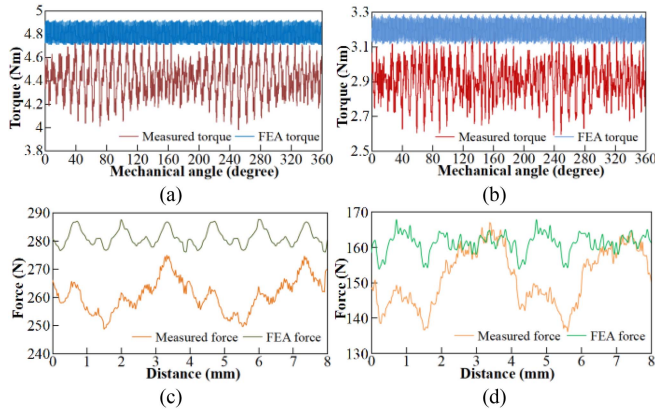 5
4.8
4.6
4.4
4.2
4
3.8
Torque (Nm)
Measured torque
FEA torque
0 40 80 120 160 200 240 280 320 360
Mechanical angle (degree)
(a)
3.3
3.1
2.9
2.7
2.5
Torque (Nm)
Measured torque
FEA torque
0 40 80 120 160 200 240 280 320 360
Mechanical angle (degree)
(b)
290
280
270
260
250
240
Force (N)
Measured force
FEA force
0 1 2 3 4 5 6 7 8
Distance (mm)
(c)
170
160
150
140
130
Force (N)
Measured force
FEA force
0 1 2 3 4 5 6 7 8
Distance (mm)
(d)